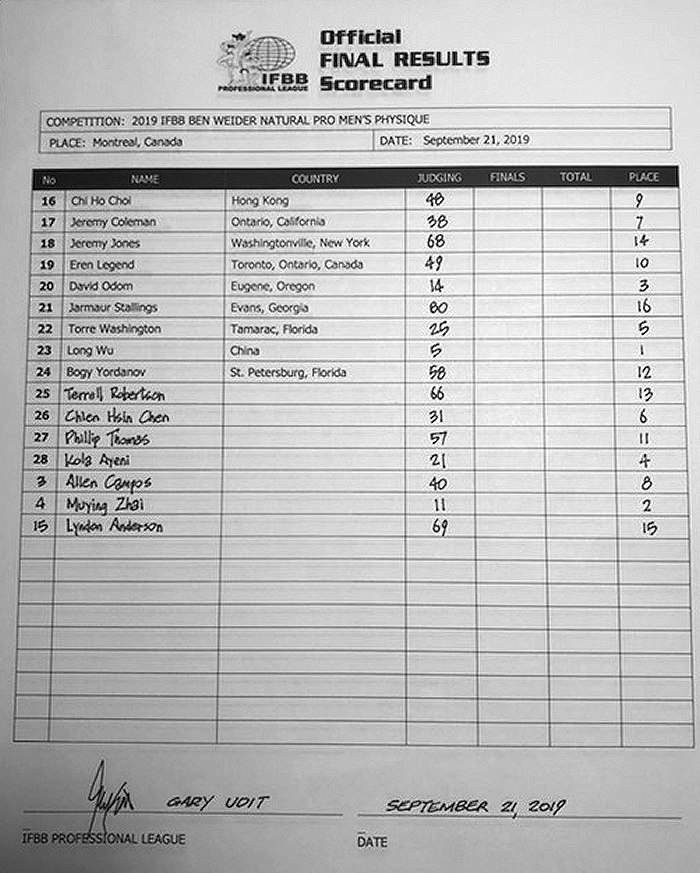 Official
FINAL RESULTS
Scorecard
IFBB
PROFESSIONAL LEAGUE
COMPETITION: 2019 IFBB BEN WEIDER NATURAL PRO MEN'S PHYSIQUE
PLACE: Montreal, Canada DATE: September 21, 2019
No NAME COUNTRY JUDGING FINALS TOTAL PLACE
16 Chi Ho Choi Hong Kong 48 9
17 Jeremy Coleman Ontario, California 38 7
18 Jeremy Jones Washingtonville, New York 68 14
19 Eren Legend Toronto, Ontario, Canada 49 10
20 David Odom Eugene, Oregon 14 3
21 Jarmaur Stallings Evans, Georgia 80 16
22 Torre Washington Tamarac, Florida 25 5
23 Long Wu China 5 1
24 Bogy Yordanov St. Petersburg, Florida 58 12
25 Terrell Robertson 66 13
26 Chien Hsin Chen 31 6
27 Phillip Thomas 57 11
28 Kola Ayeni 21 4
3 Allen Campos 40 8
4 Muying Zhai 11 2
15 Lyndon Anderson 69 15
GARY UDIT SEPTEMBER 21, 2019
IFBB PROFESSIONAL LEAGUE DATE